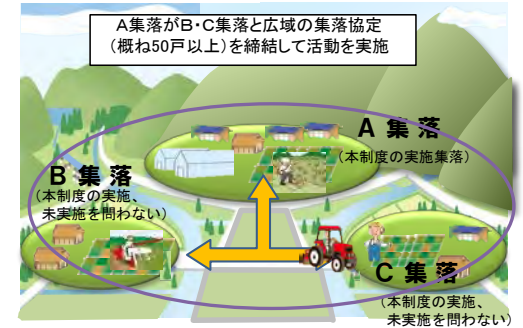 A集落がB・C集落と広域の集落協定
（概ね50戸以上）を締結して活動を実施
A 集 落
（本制度の実施集落）
B 集 落
（本制度の実施、
未実施を問わない）
C 集 落
（本制度の実施、
未実施を問わない）